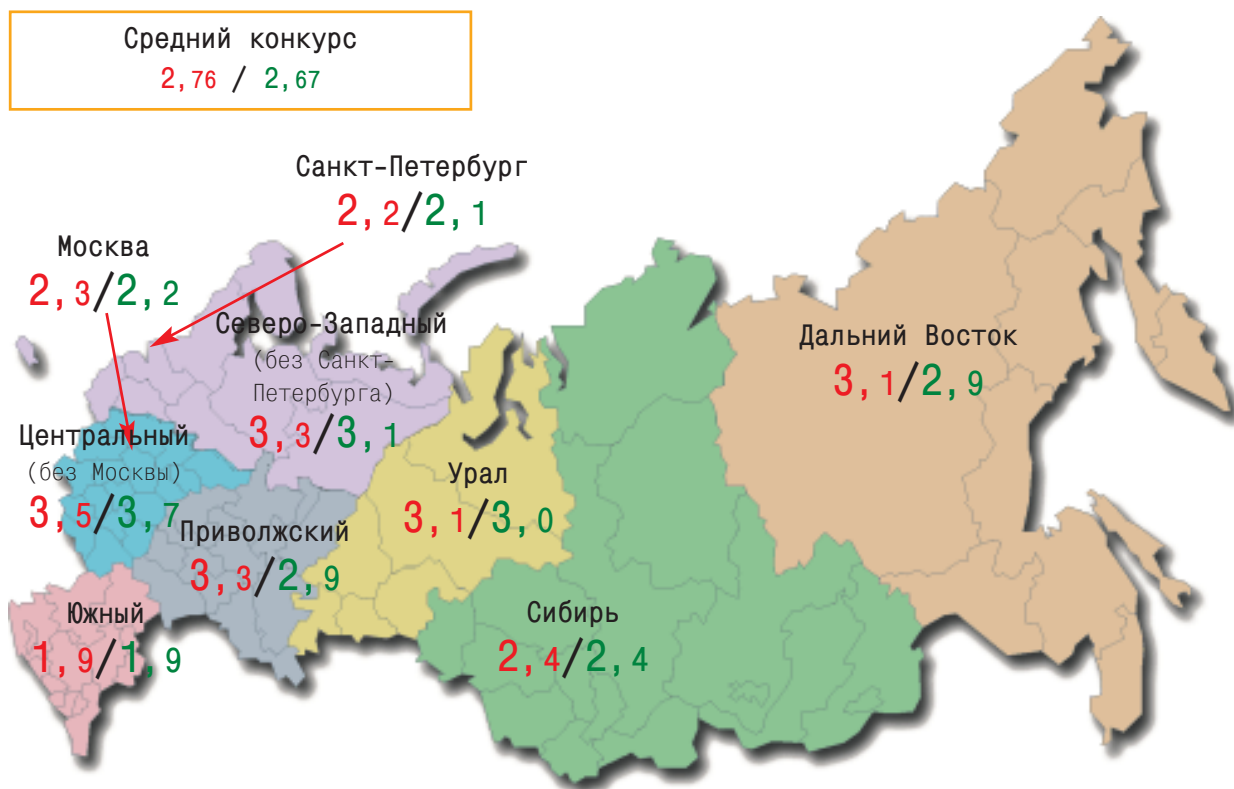 Средний конкурс
2,76 / 2,67
Санкт-Петербург
2,2/2,1
Москва
2,3/2,2
Северо-Западный
(без Санкт-
Петербурга)
3,3/3,1
Дальний Восток
3,1/2,9
Центральный
(без Москвы)
3,5/3,7
Урал
3,1/3,0
Приволжский
3,3/2,9
Южный
1,9/1,9
Сибирь
2,4/2,4